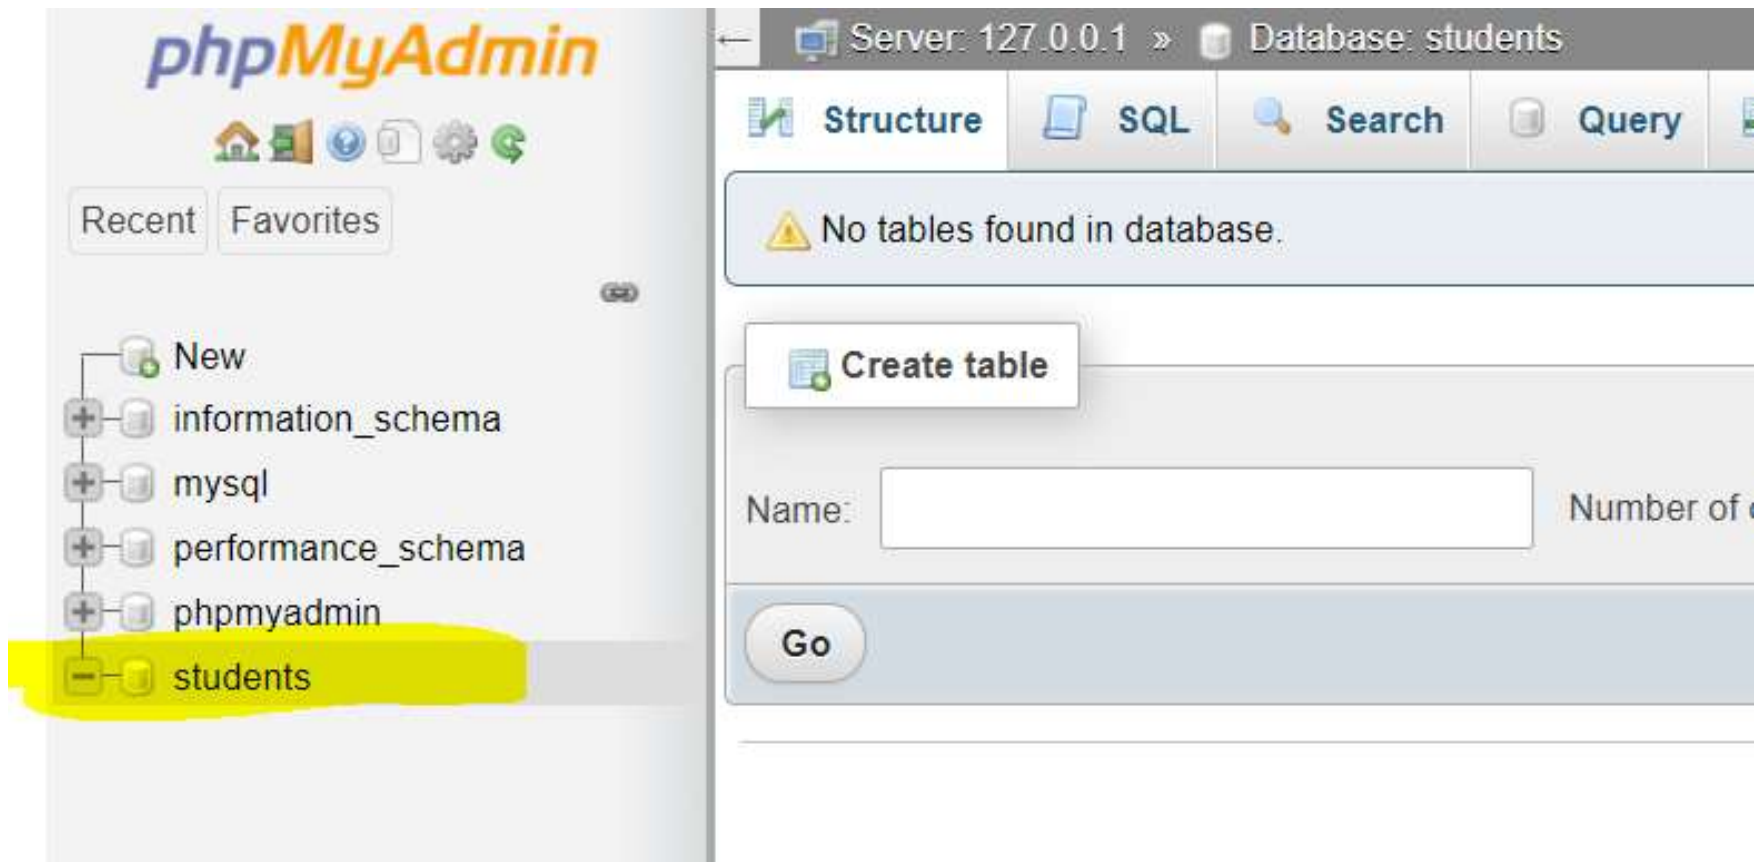 phpMyAdmin
Recent Favorites
New
information_schema
mysql
performance_schema
phpmyadmin
students
Server: 127.0.0.1 » Database: students
Structure SQL Search Query
No tables found in database.
Create table
Name: Number of
Go